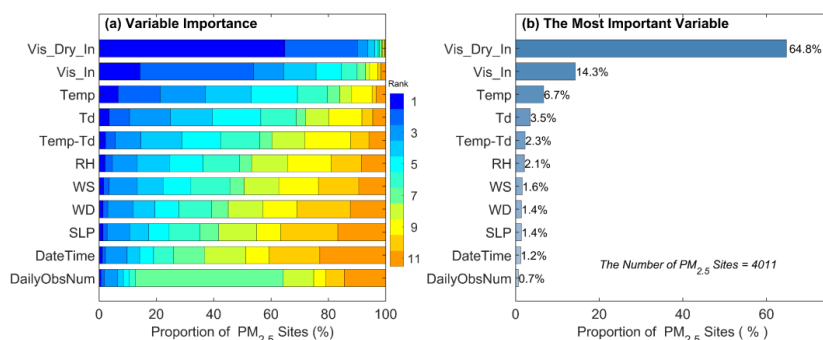 (a) Variable Importance
Vis_Dry_In
Vis_In
Temp
Td
Temp-Td
RH
WS
WD
SLP
DateTime
DailyObsNum
0 20 40 60 80 100
Proportion of PM2.5 Sites (%)
Rank
1
3
5
7
9
11
(b) The Most Important Variable
Vis_Dry_In 64.8%
Vis_In 14.3%
Temp 6.7%
Td 3.5%
Temp-Td 2.3%
RH 2.1%
WS 1.6%
WD 1.4%
SLP 1.4%
DateTime 1.2%
DailyObsNum 0.7%
The Number of PM2.5 Sites = 4011
0 20 40 60
Proportion of PM2.5 Sites ( % )